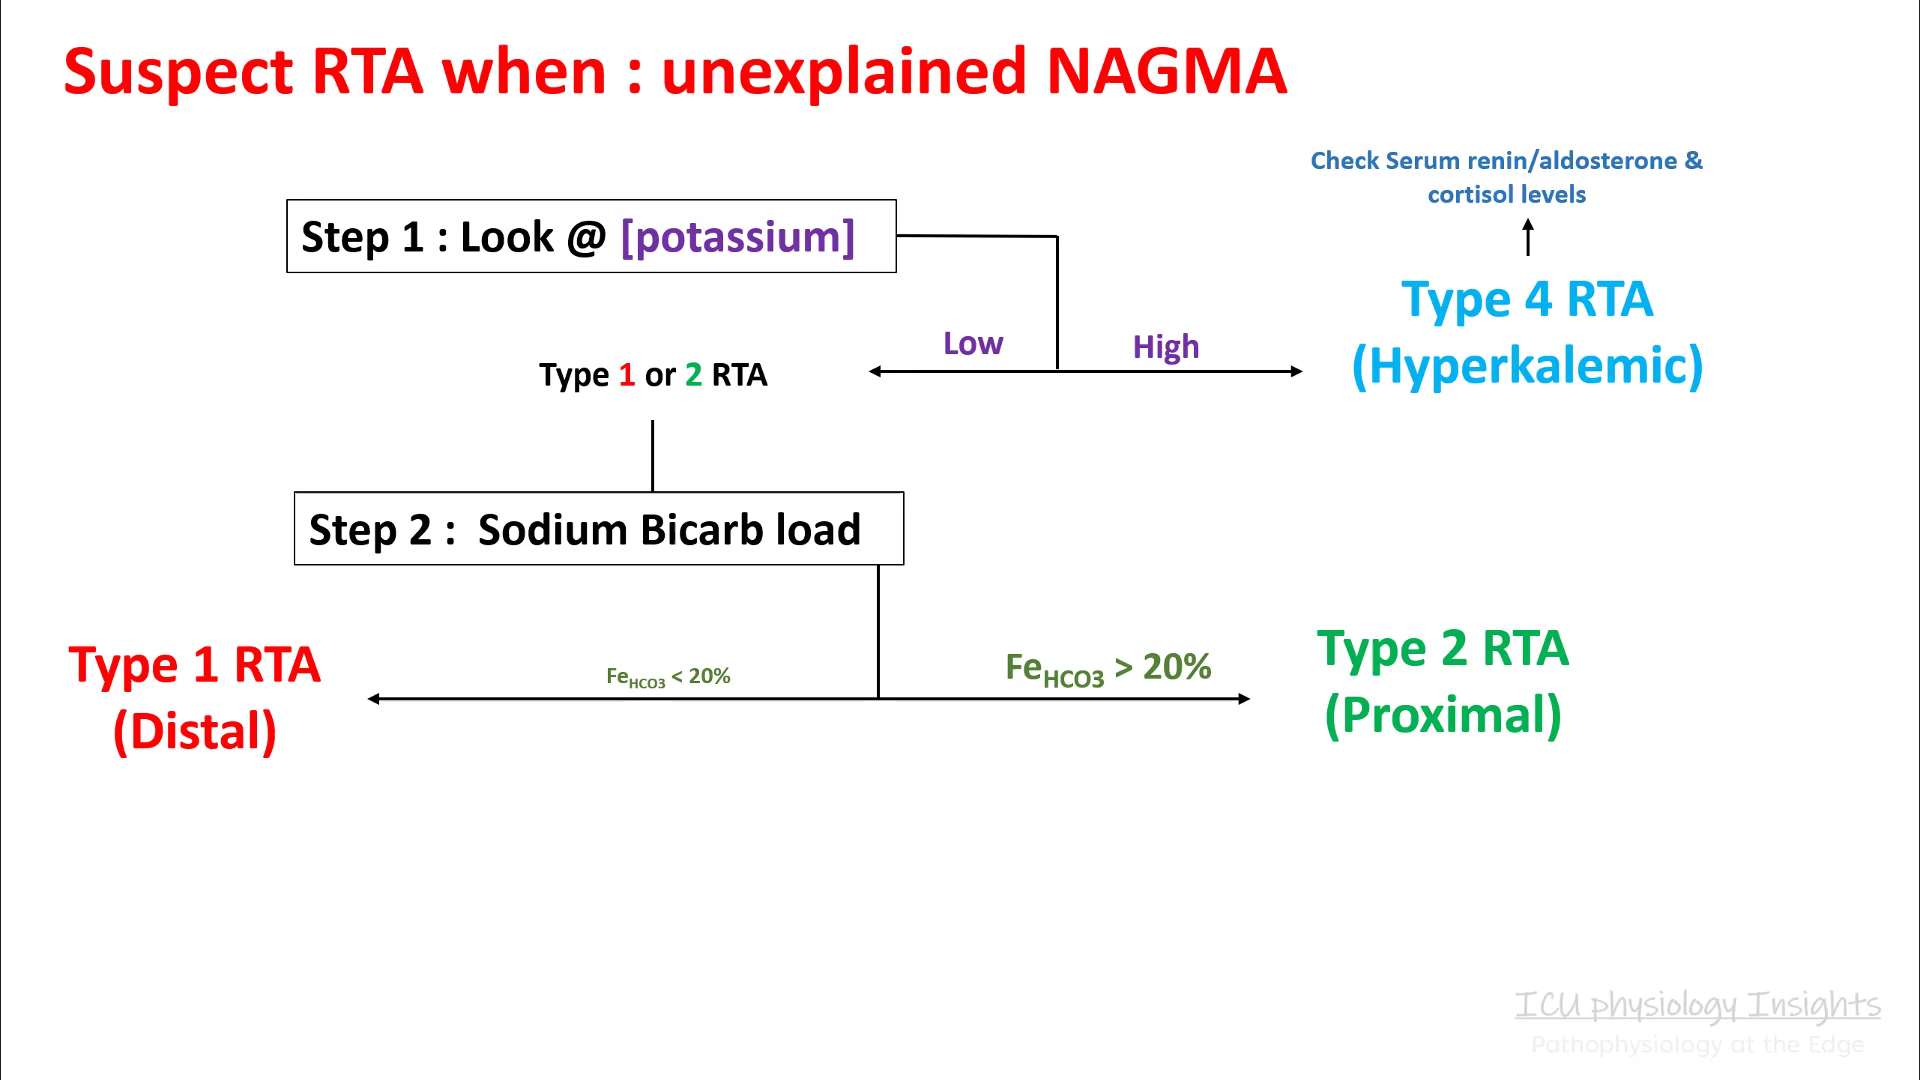 Suspect RTA when : unexplained NAGMA
Check Serum renin/aldosterone &
cortisol levels
Step 1 : Look @ [potassium]
Type 4 RTA
(Hyperkalemic)
Low
High
Type 1 or 2 RTA
Step 2 :  Sodium Bicarb load
Type 1 RTA
(Distal)
FeHCO3 < 20%
FeHCO3 > 20%
Type 2 RTA
(Proximal)
ICU physiology Insights
Pathophysiology at the Edge